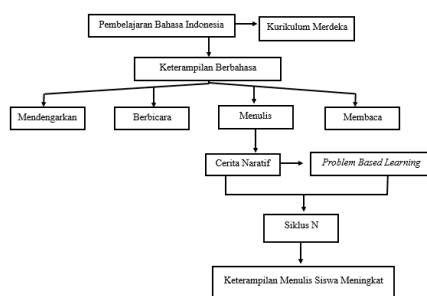 Pembelajaran Bahasa Indonesia
Kurikulum Merdeka
Keterampilan Berbahasa
Mendengarkan
Berbicara
Menulis
Membaca
Cerita Naratif
Problem Based Learning
Siklus N
Keterampilan Menulis Siswa Meningkat